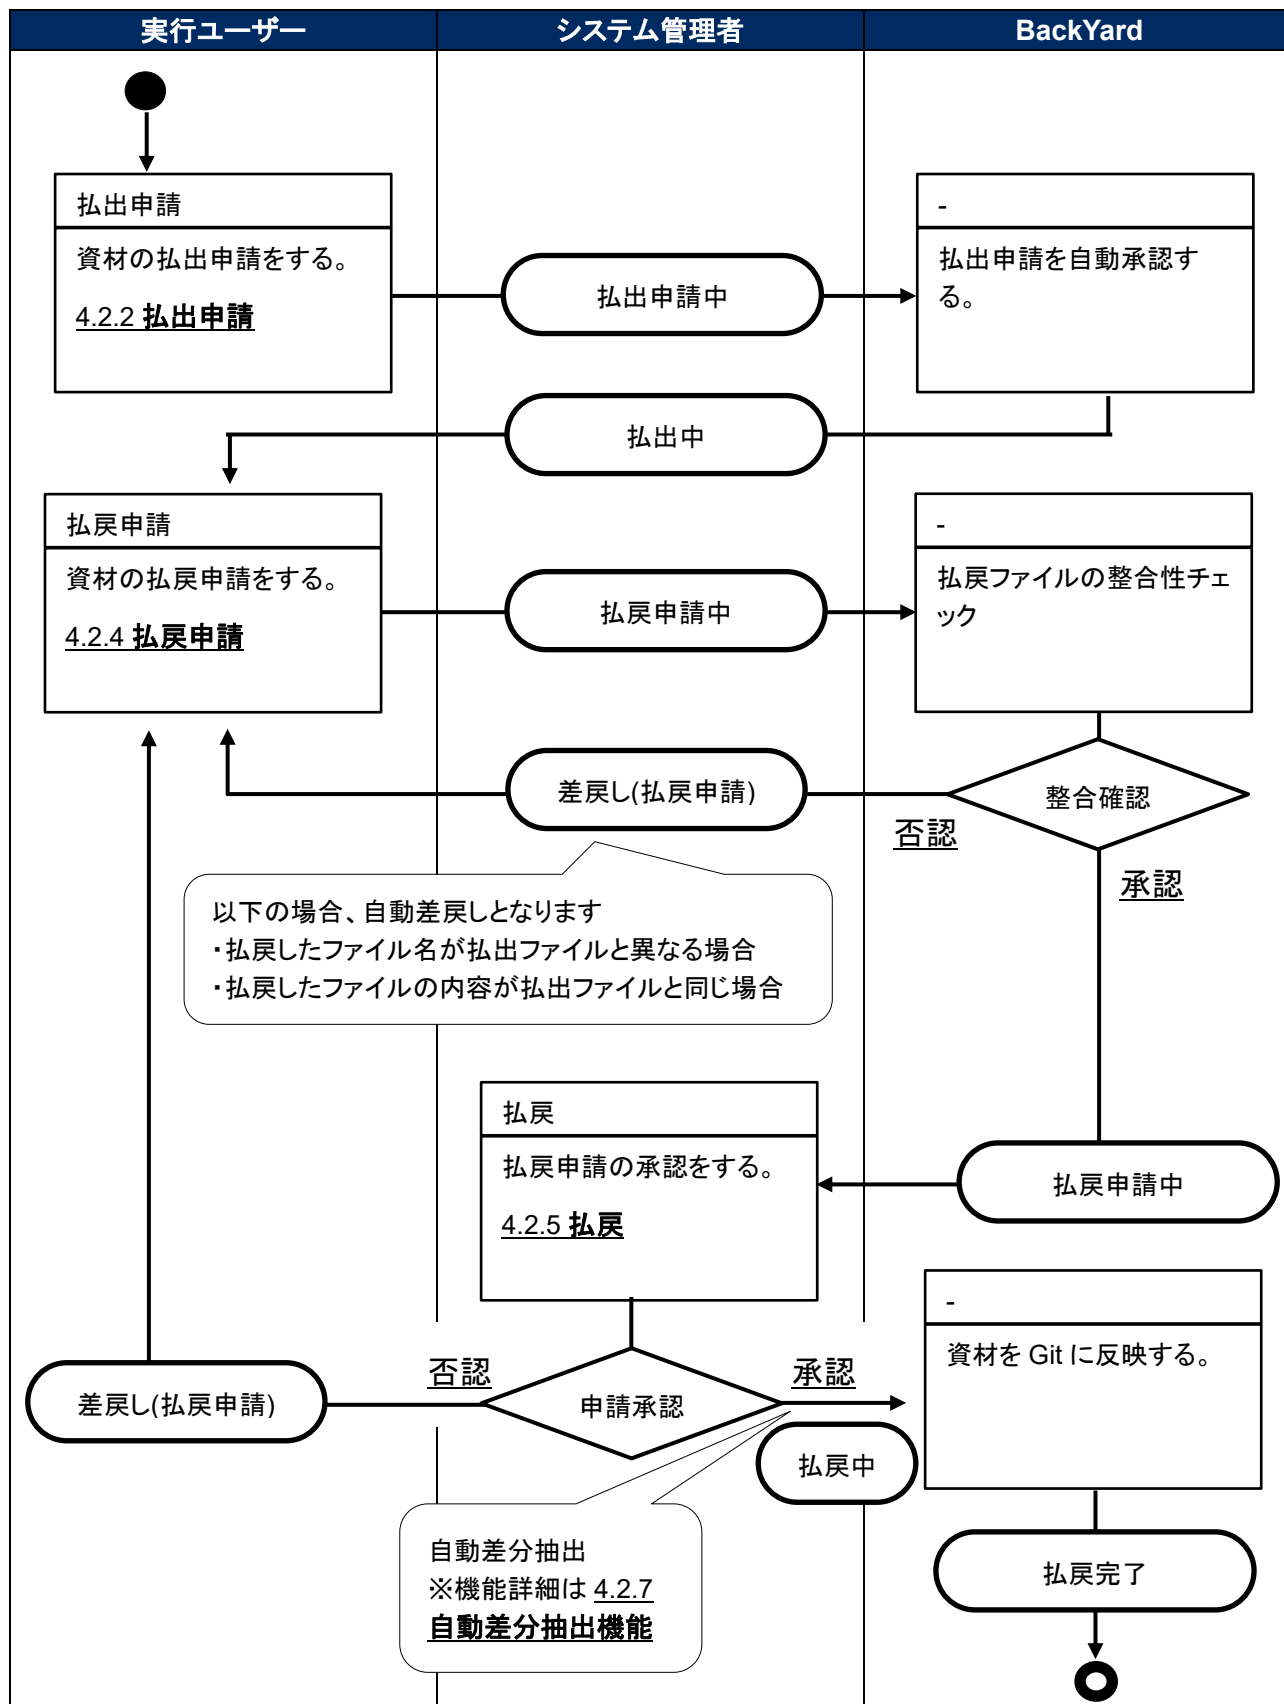 実行ユーザー
システム管理者
BackYard
払出申請
資材の払出申請をする。
4.2.2 払出申請
払出申請中
-
払出申請を自動承認す
る。
払出中
払戻申請
資材の払戻申請をする。
4.2.4 払戻申請
払戻申請中
-
払戻ファイルの整合性チェ
ック
差戻し(払戻申請)
整合確認
否認
承認
以下の場合、自動差戻しとなります
・払戻したファイル名が払出ファイルと異なる場合
・払戻したファイルの内容が払出ファイルと同じ場合
払戻
払戻申請の承認をする。
4.2.5 払戻
払戻申請中
-
資材を Git に反映する。
差戻し(払戻申請)
否認
申請承認
承認
払戻中
自動差分抽出
※機能詳細は 4.2.7
自動差分抽出機能
払戻完了